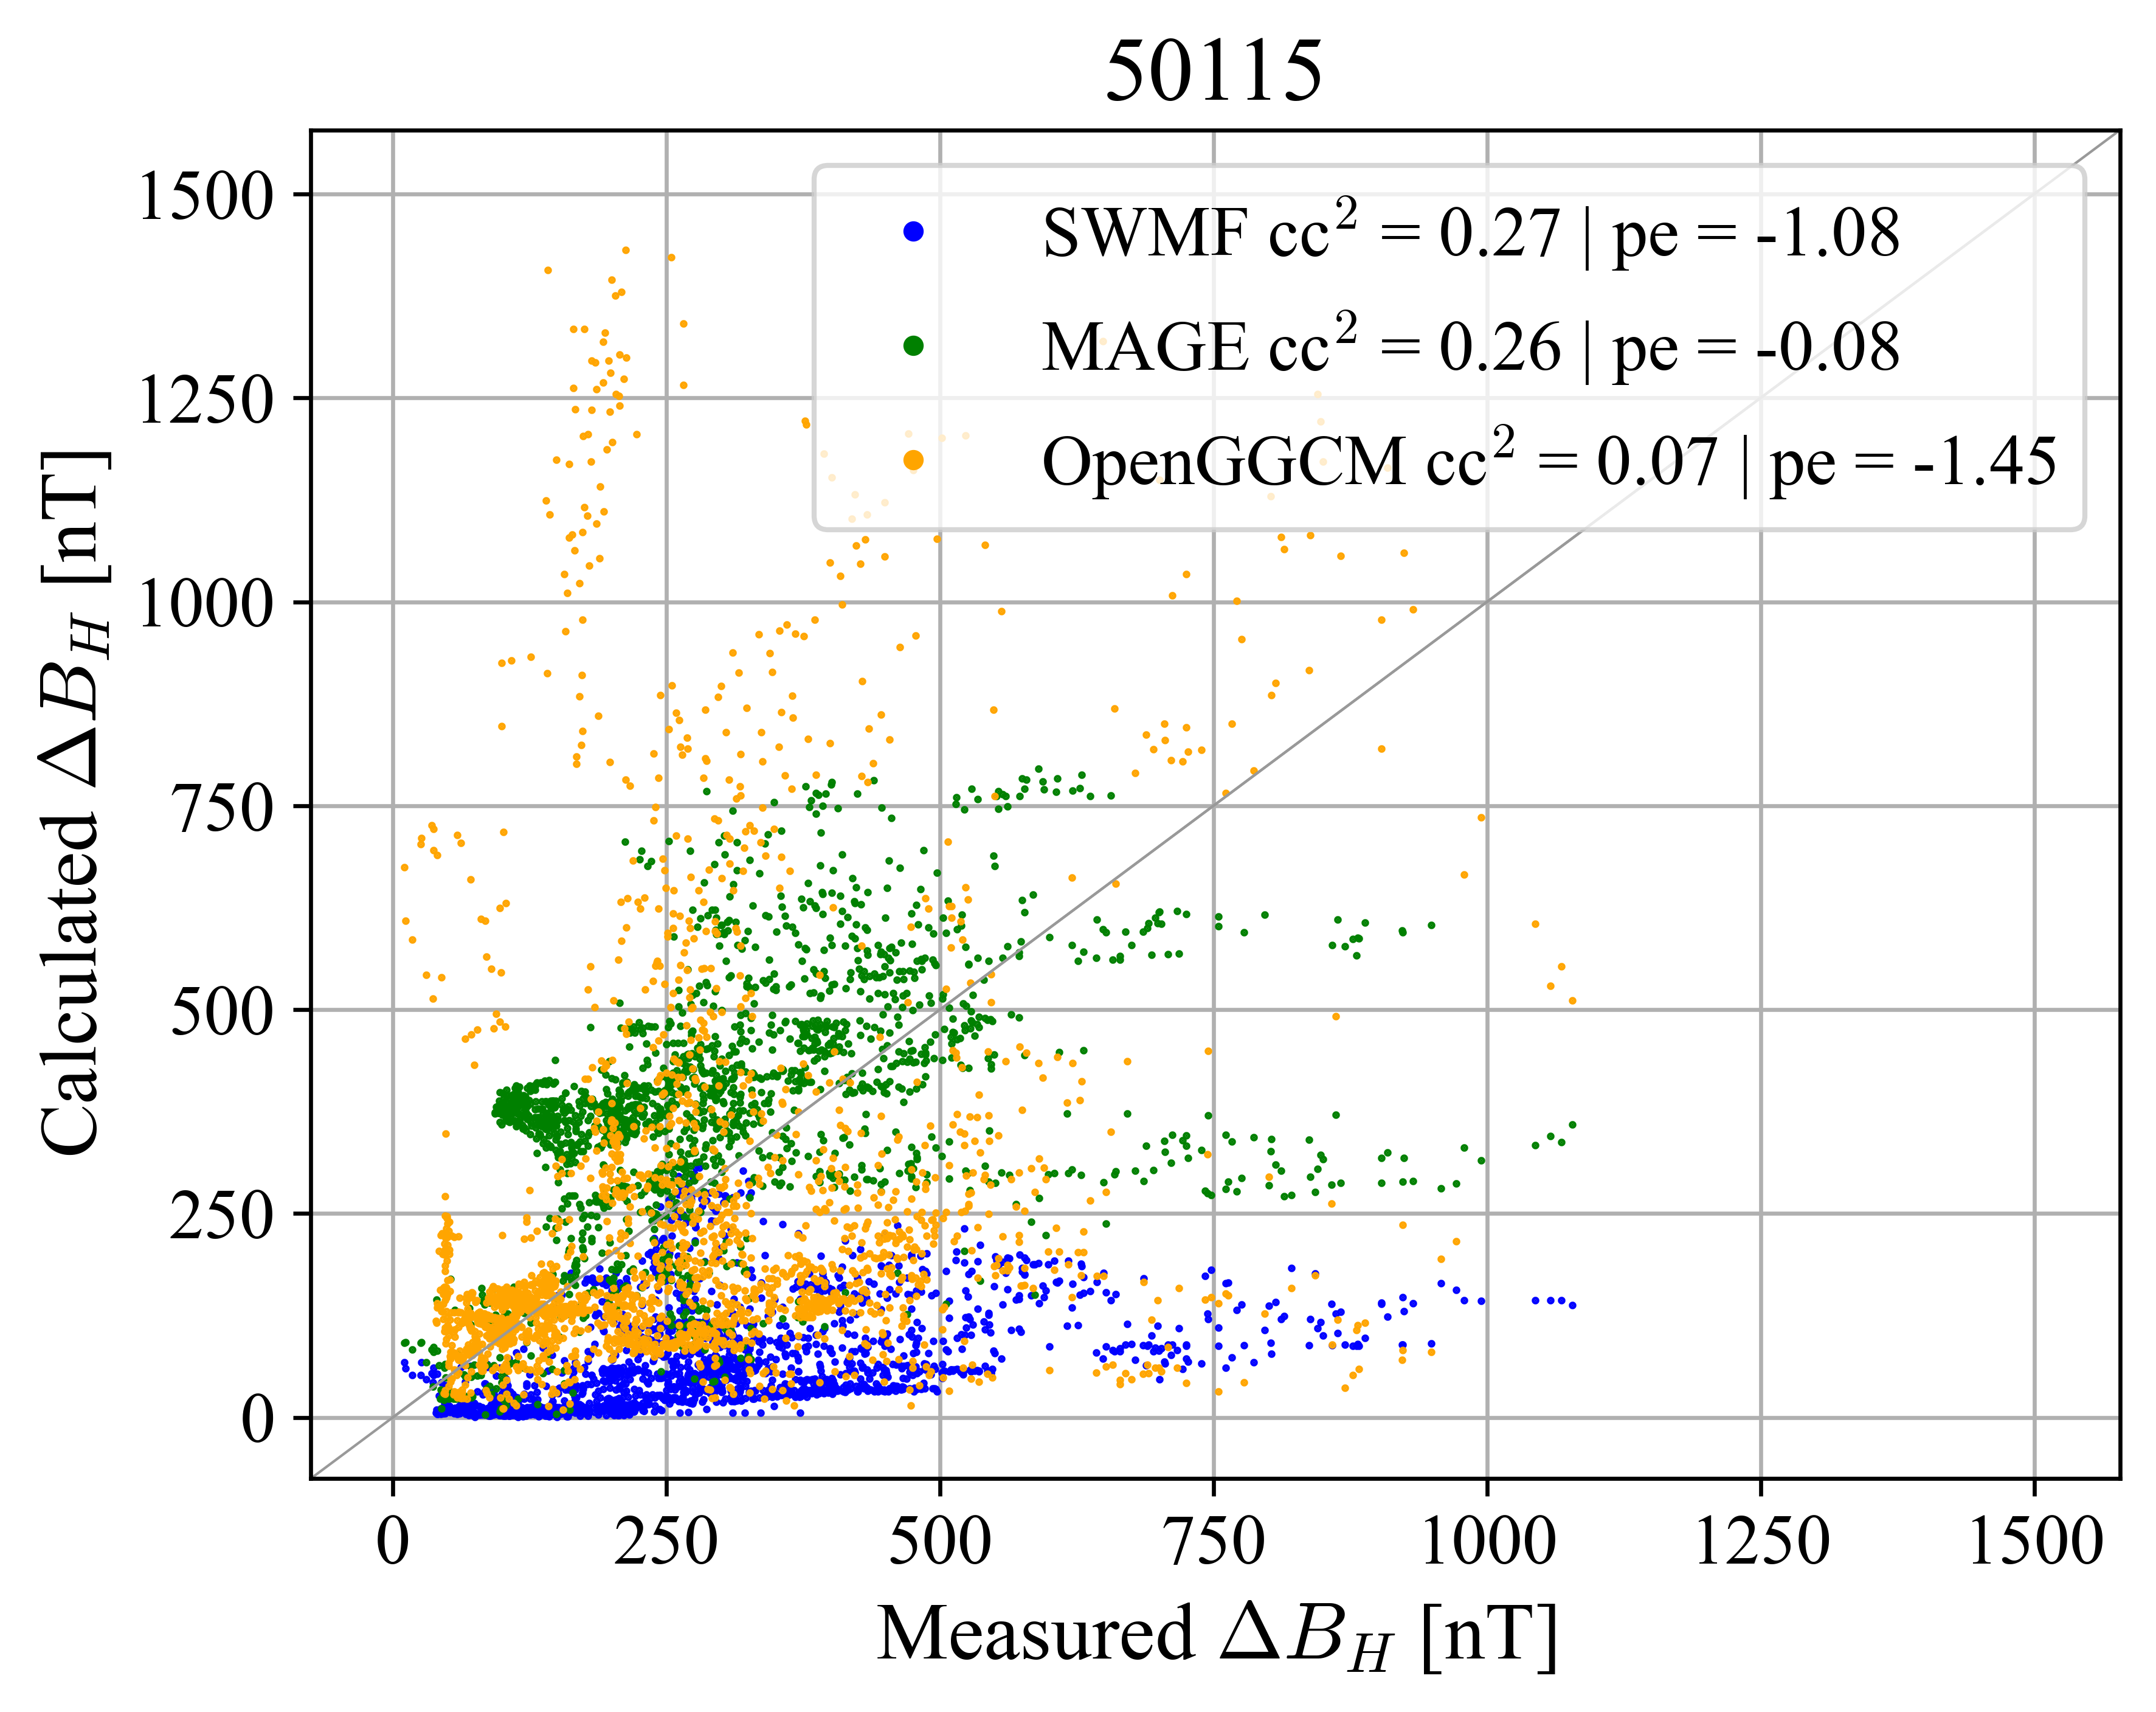 50115
1500
1250
1000
750
500
250
0
Calculated ΔB_H [nT]
SWMF cc² = 0.27 | pe = -1.08
MAGE cc² = 0.26 | pe = -0.08
OpenGGCM cc² = 0.07 | pe = -1.45
0 250 500 750 1000 1250 1500
Measured ΔB_H [nT]